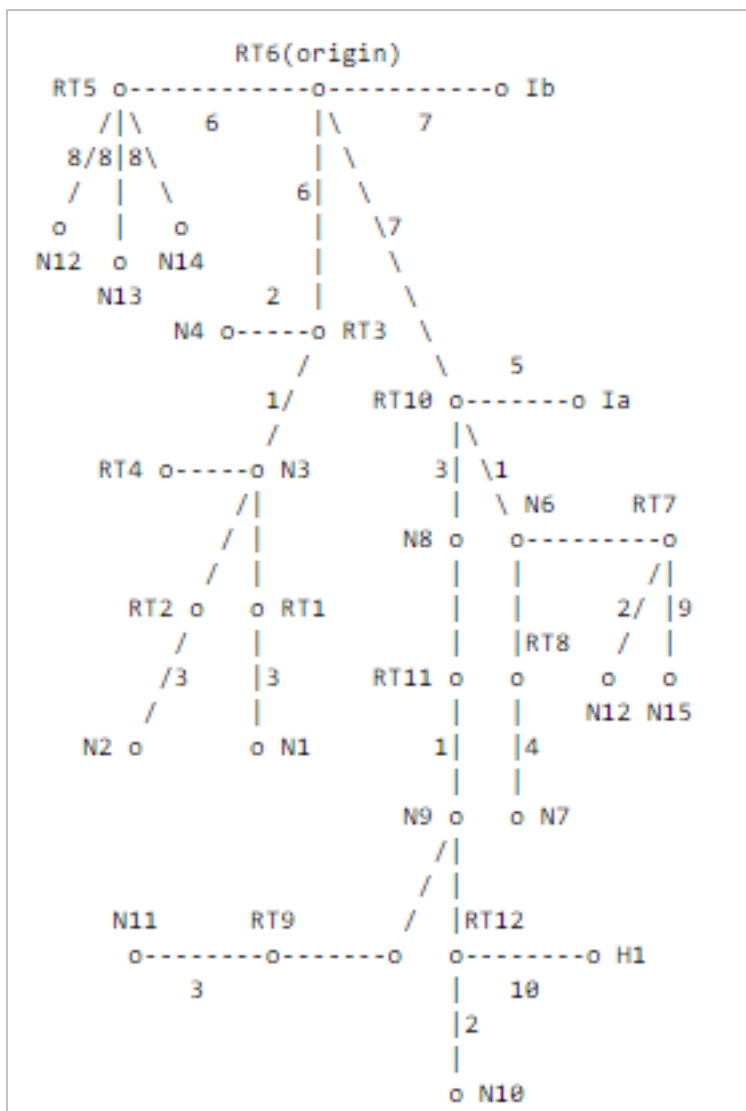 RT6(origin)
RT5 o------------o-----------o Ib
/|\ 6 |\ 7
8/8|8\ | \
/ | \ 6| \
o | o | \7
N12 o N14 | \
N13 2 | \
N4 o-----o RT3 \
/ \ 5
1/ RT10 o-------o Ia
/ |\
RT4 o-----o N3 3| \1
/| | \ N6 RT7
/ | N8 o o---------o
/ | | | /|
RT2 o o RT1 | | 2/ |9
/ | | |RT8 / |
/3 |3 RT11 o o o o
/ | | | N12 N15
N2 o o N1 1| |4
| |
N9 o o N7
/|
/ |
N11 RT9 / |RT12
o--------o-------o o--------o H1
3 | 10
|2
|
o N10